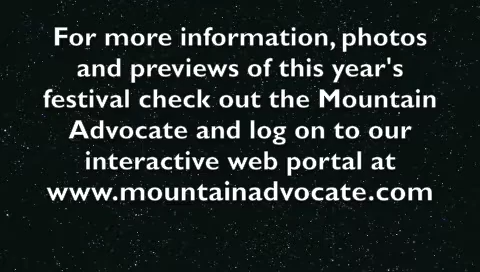 For more information, photos
and previews of this year's
festival check out the Mountain
Advocate and log on to our
interactive web portal at
www.mountainadvocate.com